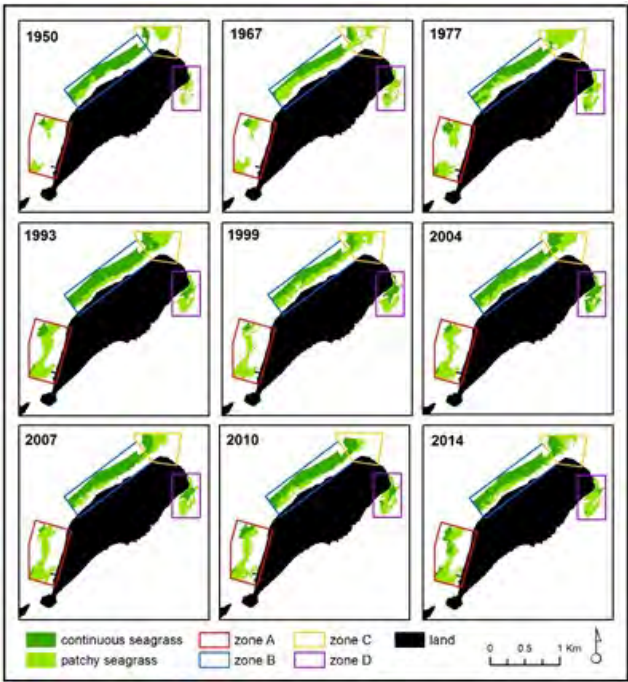 1950
1967
1977
1993
1999
2004
2007
2010
2014
continuous seagrass
zone A
zone C
land
patchy seagrass
zone B
zone D
0 0.5 1 Km